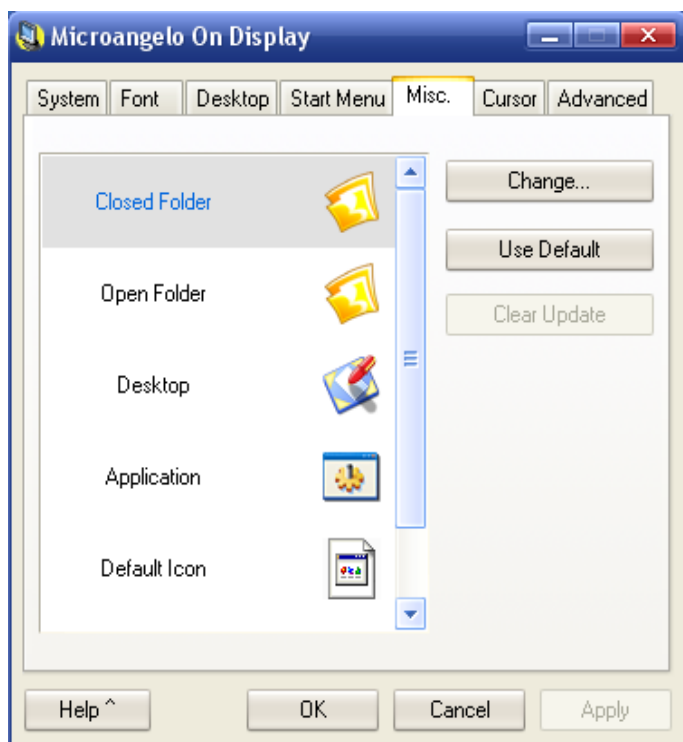 Microangelo On Display
System Font Desktop Start Menu Misc. Cursor Advanced
Closed Folder
Change...
Use Default
Open Folder
Clear Update
Desktop
Application
Default Icon
Help ^ OK Cancel Apply